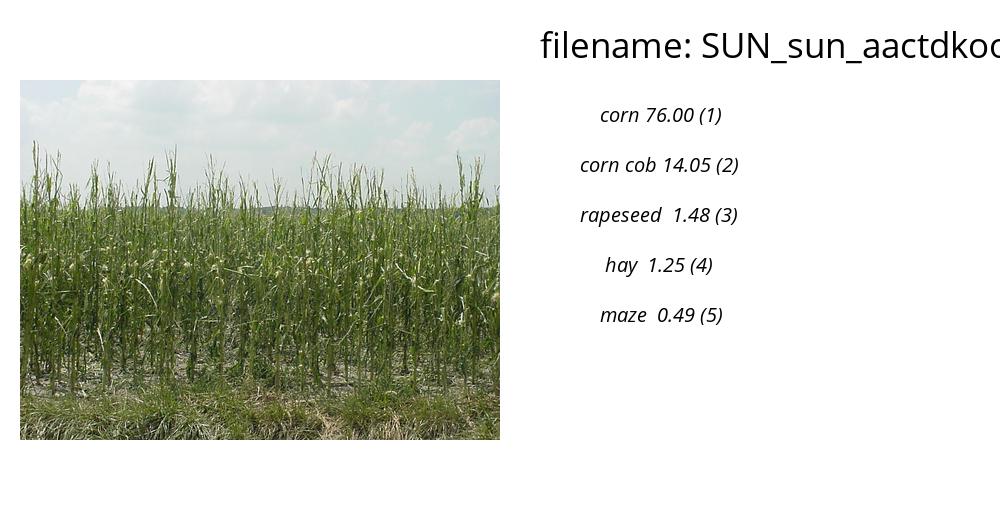 filename: SUN_sun_aactdkoo
corn 76.00 (1)
corn cob 14.05 (2)
rapeseed 1.48 (3)
hay 1.25 (4)
maze 0.49 (5)